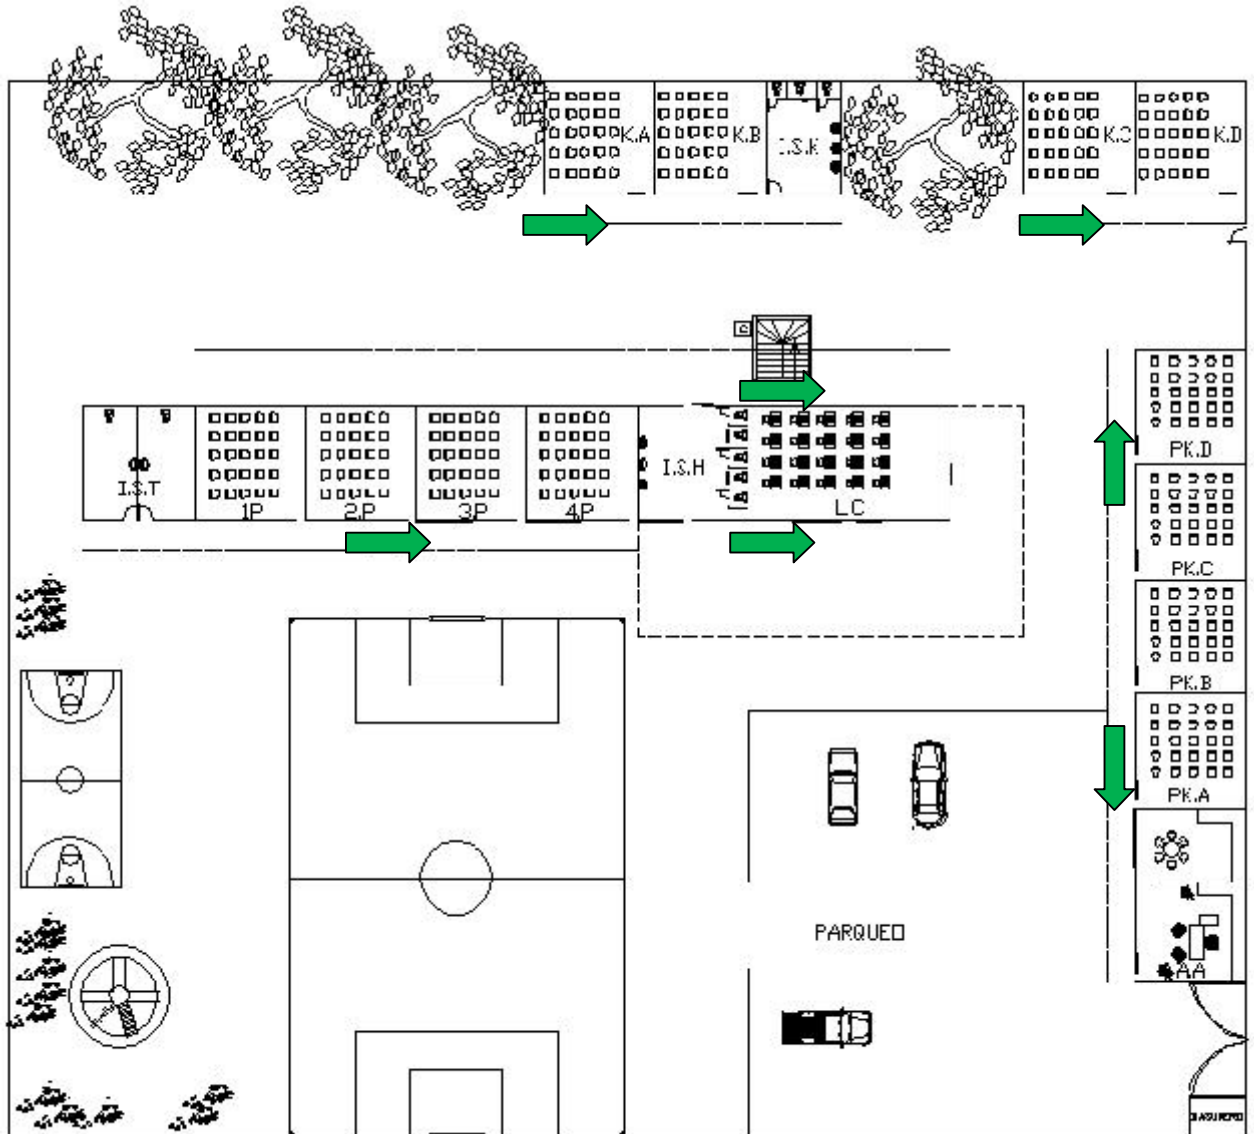 K.A
K.B
I.S.K
K.C
K.D
I.S.T
1P
2P
3P
4P
I.S.H
LC
PK.D
PK.C
PK.B
PK.A
PARQUEO
AA